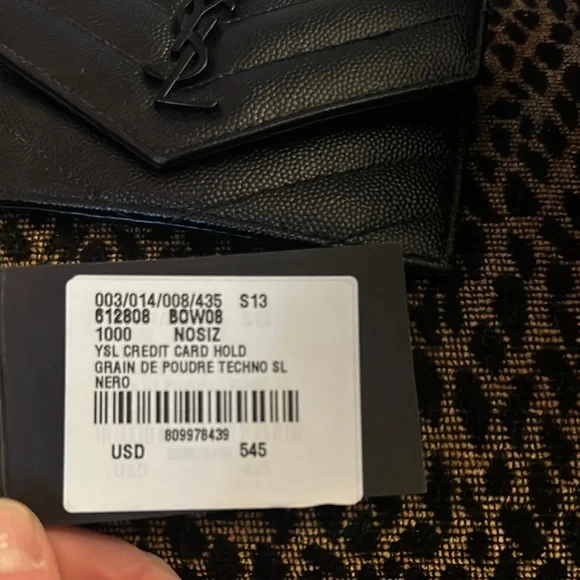 YSL
003/014/008/435 S13
612808 BOW08
1000 NOSIZ
YSL CREDIT CARD HOLD
GRAIN DE POUDRE TECHNO SL
NERO
809978439
USD 545